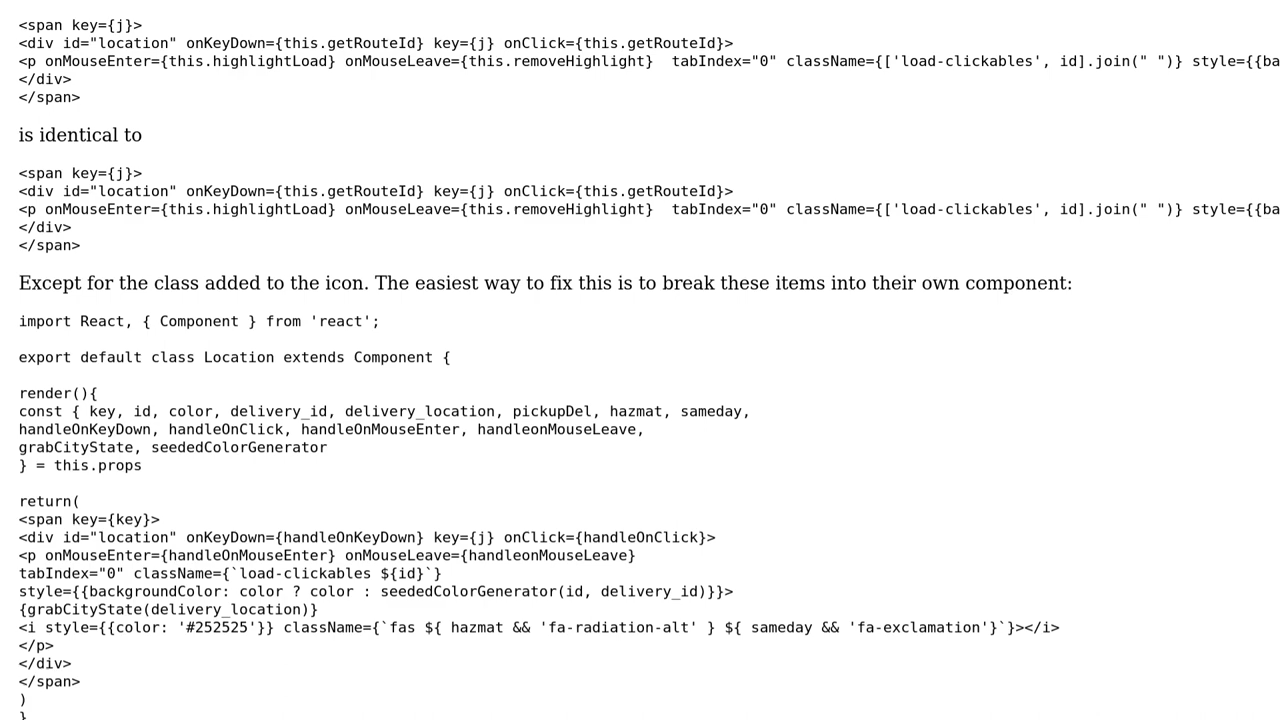 <span key={j}>
<div id="location" onKeyDown={this.getRouteId} key={j} onClick={this.getRouteId}>
<p onMouseEnter={this.highlightLoad} onMouseLeave={this.removeHighlight}  tabIndex="0" className={['load-clickables', id].join(" ")} style={{ba
</div>
</span>
is identical to
<span key={j}>
<div id="location" onKeyDown={this.getRouteId} key={j} onClick={this.getRouteId}>
<p onMouseEnter={this.highlightLoad} onMouseLeave={this.removeHighlight}  tabIndex="0" className={['load-clickables', id].join(" ")} style={{ba
</div>
</span>
Except for the class added to the icon. The easiest way to fix this is to break these items into their own component:
import React, { Component } from 'react';
export default class Location extends Component {
render(){
const { key, id, color, delivery_id, delivery_location, pickupDel, hazmat, sameday,
handleOnKeyDown, handleOnClick, handleOnMouseEnter, handleonMouseLeave,
grabCityState, seededColorGenerator
} = this.props
return(
<span key={key}>
<div id="location" onKeyDown={handleOnKeyDown} key={j} onClick={handleOnClick}>
<p onMouseEnter={handleOnMouseEnter} onMouseLeave={handleonMouseLeave}
tabIndex="0" className={`load-clickables ${id}`}
style={{backgroundColor: color ? color : seededColorGenerator(id, delivery_id)}}>
{grabCityState(delivery_location)}
<i style={{color: '#252525'}} className={`fas ${ hazmat && 'fa-radiation-alt' } ${ sameday && 'fa-exclamation'}`}></i>
</p>
</div>
</span>
)
}